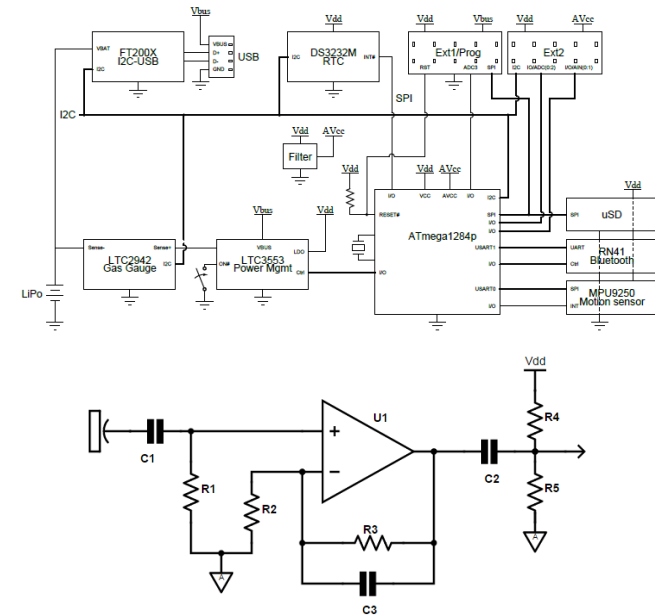 Vbus
Vdd
Vdd
Vbus
Vdd
AVcc
VBAT
FT200X
I2C-USB
I2C
VBUS
D+
D-
GND
USB
DS3232M
RTC
I2C
INT#
Ext1/Prog
RST
ADC3
SPI
Ext2
I2C
IO/ADC(0:2)
I/O/AIN(0:1)
I2C
SPI
Vdd
AVcc
Filter
Vdd
Vdd
AVcc
Vdd
I/O
VCC
AVCC
I2C
RESET#
SPI
I/O
I/O
ATmega1284p
USART1
I/O
I/O
USART0
I/O
SPI
uSD
UART
RN41
Bluetooth
Ctrl
SPI
MPU9250
Motion sensor
INT
Vbus
Vdd
Sense-
Sense+
LTC2942
Gas Gauge
I2C
VBUS
LDO
ON#
LTC3553
Power Mgmt
Ctrl
LiPo
Vdd
U1
R4
+
-
C1
C2
R1
R2
R5
R3
A
A
C3